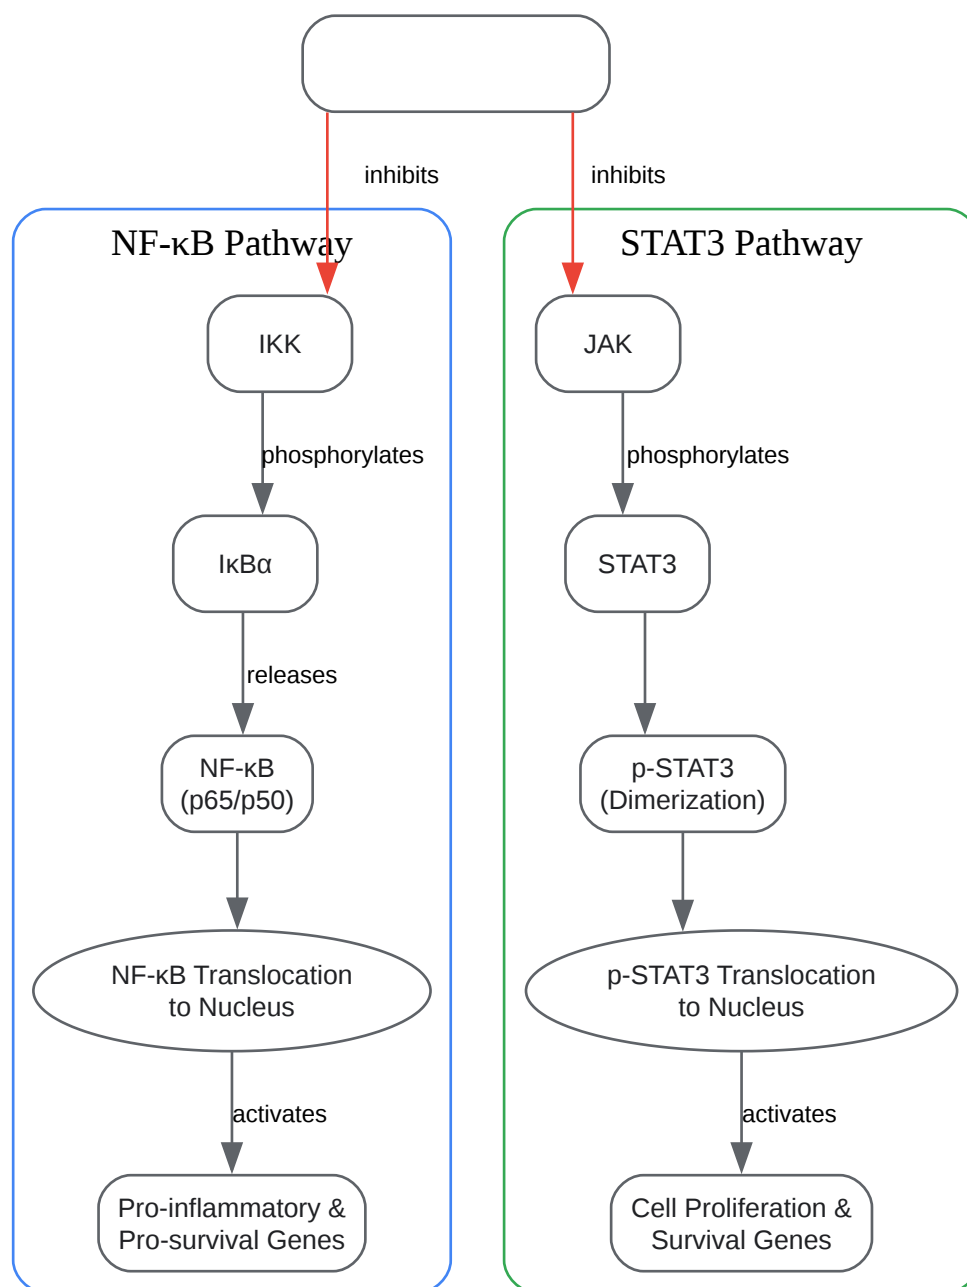 inhibits
inhibits
NF-κB Pathway
STAT3 Pathway
IKK
JAK
phosphorylates
phosphorylates
IκBα
STAT3
releases
NF-κB
(p65/p50)
p-STAT3
(Dimerization)
NF-κB Translocation
to Nucleus
p-STAT3 Translocation
to Nucleus
activates
activates
Pro-inflammatory &
Pro-survival Genes
Cell Proliferation &
Survival Genes